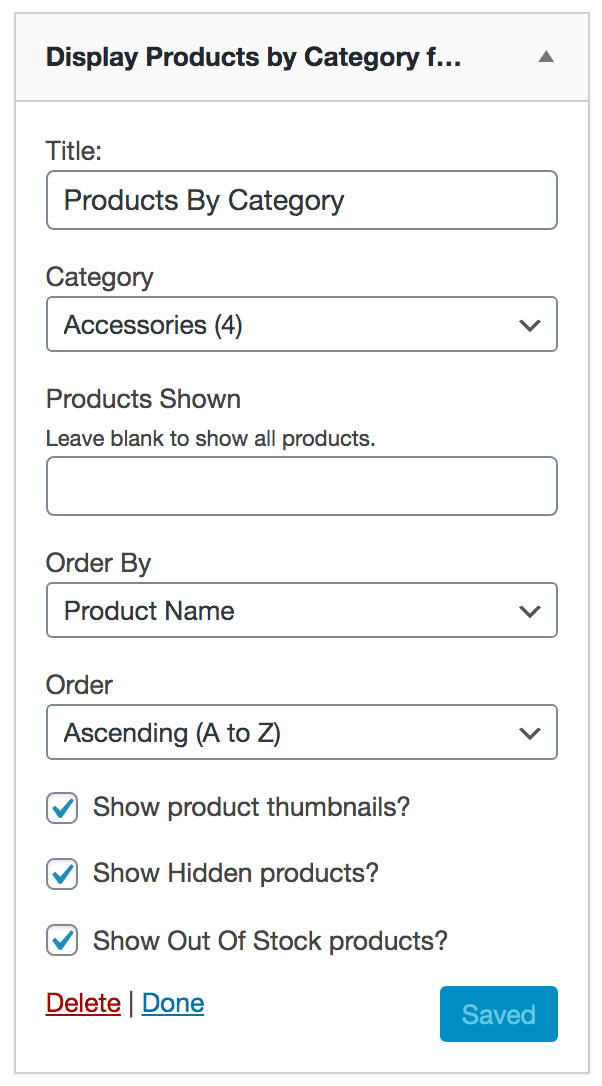 Display Products by Category f...
Title:
Products By Category
Category
Accessories (4)
Products Shown
Leave blank to show all products.
Order By
Product Name
Order
Ascending (A to Z)
Show product thumbnails?
Show Hidden products?
Show Out Of Stock products?
Delete | Done
Saved